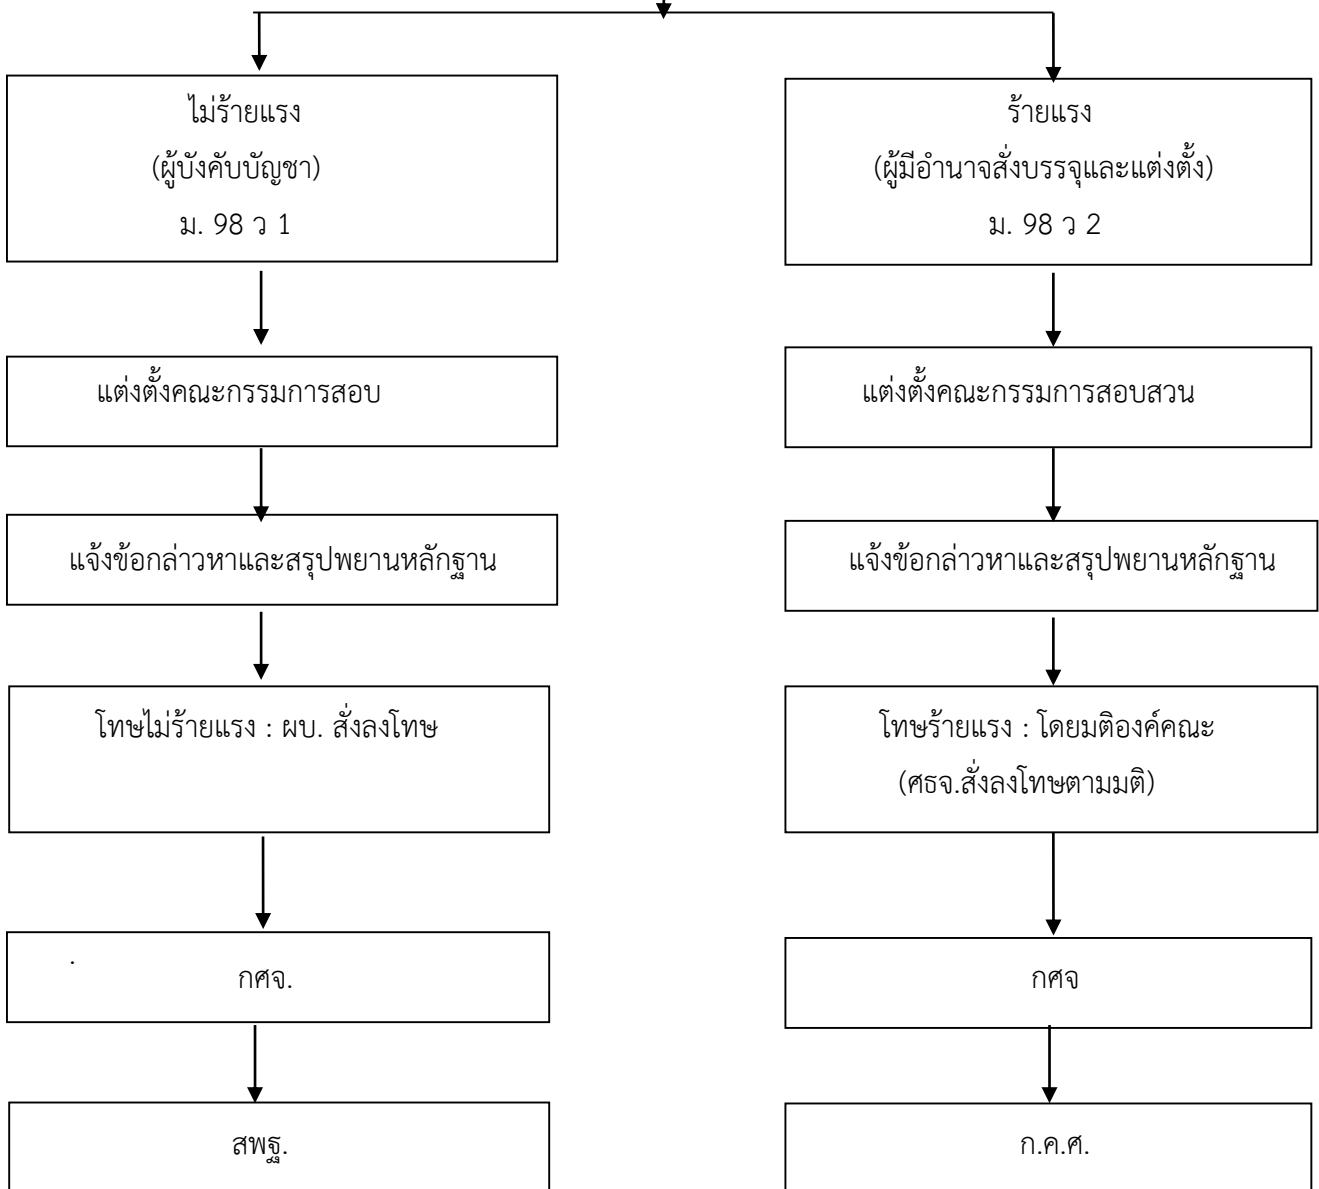 ไม่ร้ายแรง
(ผู้บังคับบัญชา)
ม. 98 ว 1
แต่งตั้งคณะกรรมการสอบ
แจ้งข้อกล่าวหาและสรุปพยานหลักฐาน
โทษไม่ร้ายแรง : ผบ. สั่งลงโทษ
.
กศจ.
สพฐ.
ร้ายแรง
(ผู้มีอำนาจสั่งบรรจุและแต่งตั้ง)
ม. 98 ว 2
แต่งตั้งคณะกรรมการสอบสวน
แจ้งข้อกล่าวหาและสรุปพยานหลักฐาน
โทษร้ายแรง : โดยมติองค์คณะ
(ศธจ.สั่งลงโทษตามมติ)
กศจ
ก.ค.ศ.